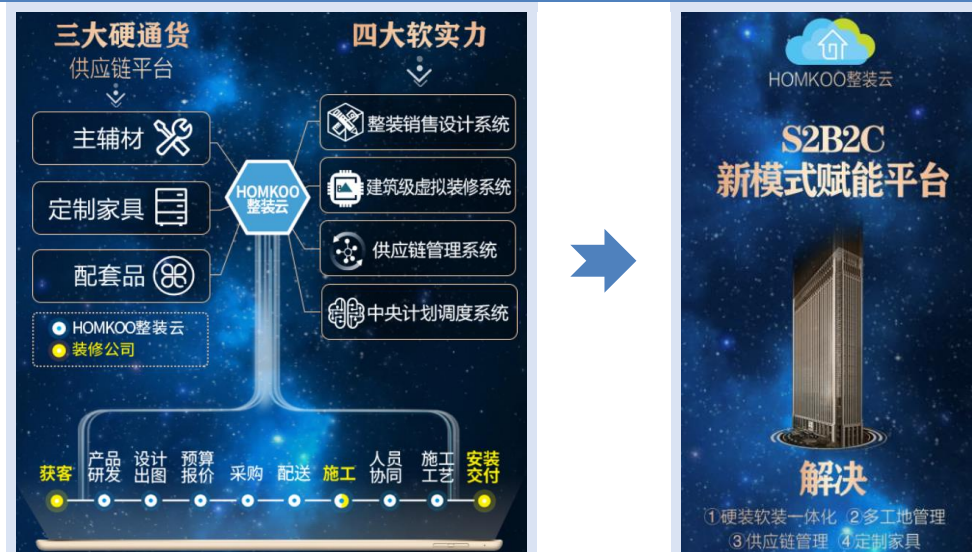 三大硬通货
供应链平台
主辅材
定制家具
配套品
HOMKOO整装云
装修公司
HOMKOO
整装云
四大软实力
整装销售设计系统
建筑级虚拟装修系统
供应链管理系统
中央计划调度系统
获客
产品
研发
设计
出图
预算
报价
采购
配送
施工
人员
协同
施工
工艺
安装
交付
HOMKOO整装云
S2B2C
新模式赋能平台
解决
①硬装软装一体化 ②多工地管理
③供应链管理 ④定制家具